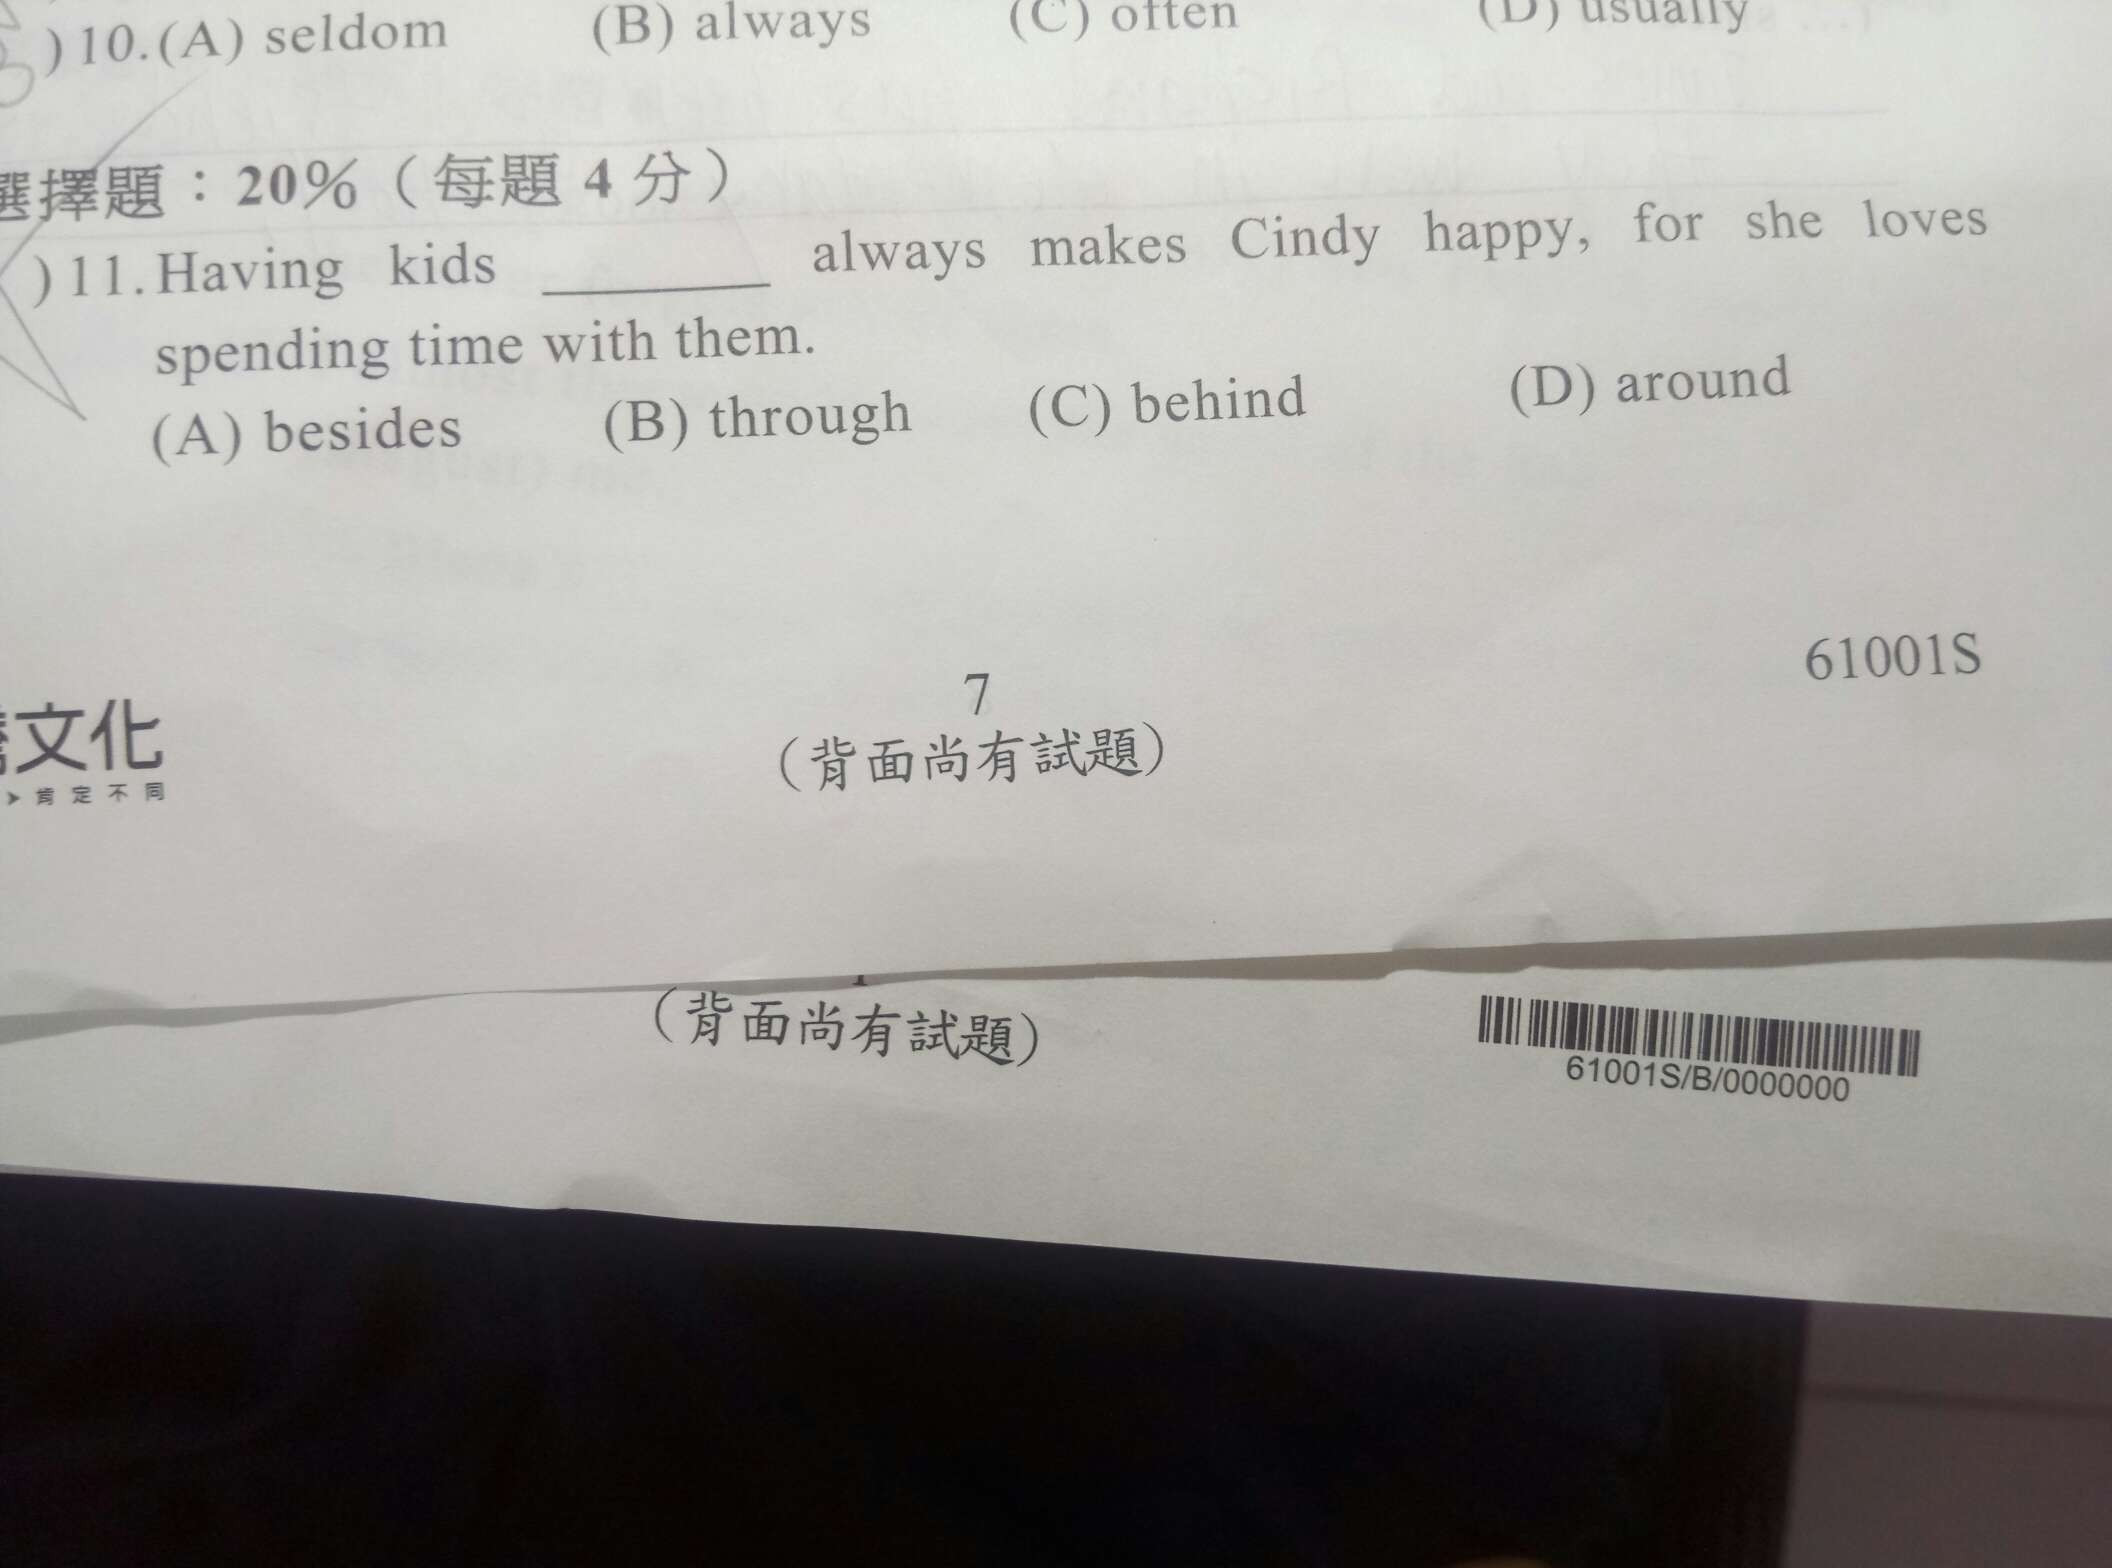 )10.(A) seldom (B) always (C) often (D) usually
選擇題：20%（每題 4 分）
)11.Having kids ______ always makes Cindy happy, for she loves
spending time with them.
(A) besides (B) through (C) behind (D) around
61001S
7
文化
（背面尚有試題）
➤ 肯定不同
（背面尚有試題）
61001S/B/0000000